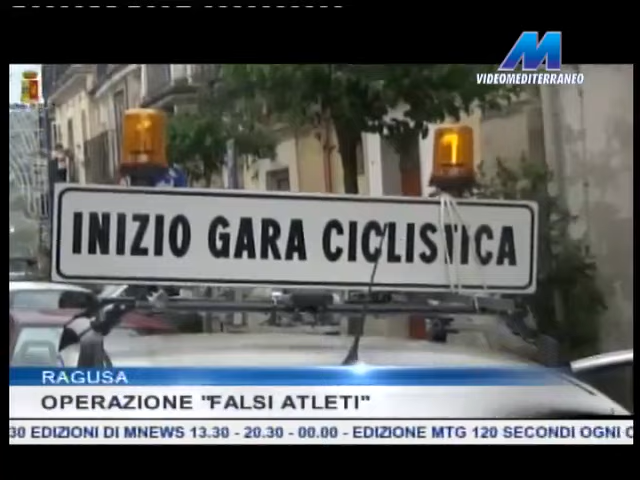 M
VIDEOMEDITERRANEO
INIZIO GARA CICLISTICA
RAGUSA
OPERAZIONE "FALSI ATLETI"
30 EDIZIONI DI MNEWS 13.30 - 20.30 - 00.00 - EDIZIONE MTG 120 SECONDI OGNI